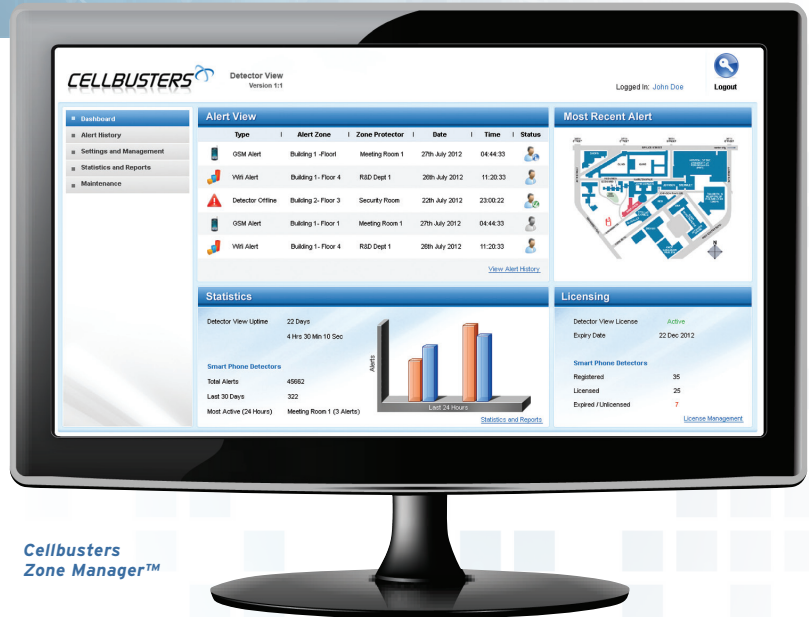 CELLBUSTERS
Detector View
Version 1:1
Logged In: John Doe
Logout
Dashboard
Alert History
Settings and Management
Statistics and Reports
Maintenance
Alert View
Type | Alert Zone | Zone Protector | Date | Time | Status
GSM Alert Building 1 -Floorl Meeting Room 1 27th July 2012 04:44:33
Wifi Alert Building 1- Floor 4 R&D Dept 1 26th July 2012 11:20:33
Detector Offline Building 2- Floor 3 Security Room 22th July 2012 23:00:22
GSM Alert Building 1- Floor 1 Meeting Room 1 27th July 2012 04:44:33
Wifi Alert Building 1- Floor 4 R&D Dept 1 26th July 2012 11:20:33
View Alert History
Most Recent Alert
N
Statistics
Detector View Uptime 22 Days
4 Hrs 30 Min 10 Sec
Smart Phone Detectors
Total Alerts 45662
Last 30 Days 322
Most Active (24 Hours) Meeting Room 1 (3 Alerts)
Alerts
Last 24 Hours
Statistics and Reports
Licensing
Detector View License Active
Expiry Date 22 Dec 2012
Smart Phone Detectors
Registered 35
Licensed 25
Expired / Unlicensed 7
License Management
Cellbusters
Zone Manager™